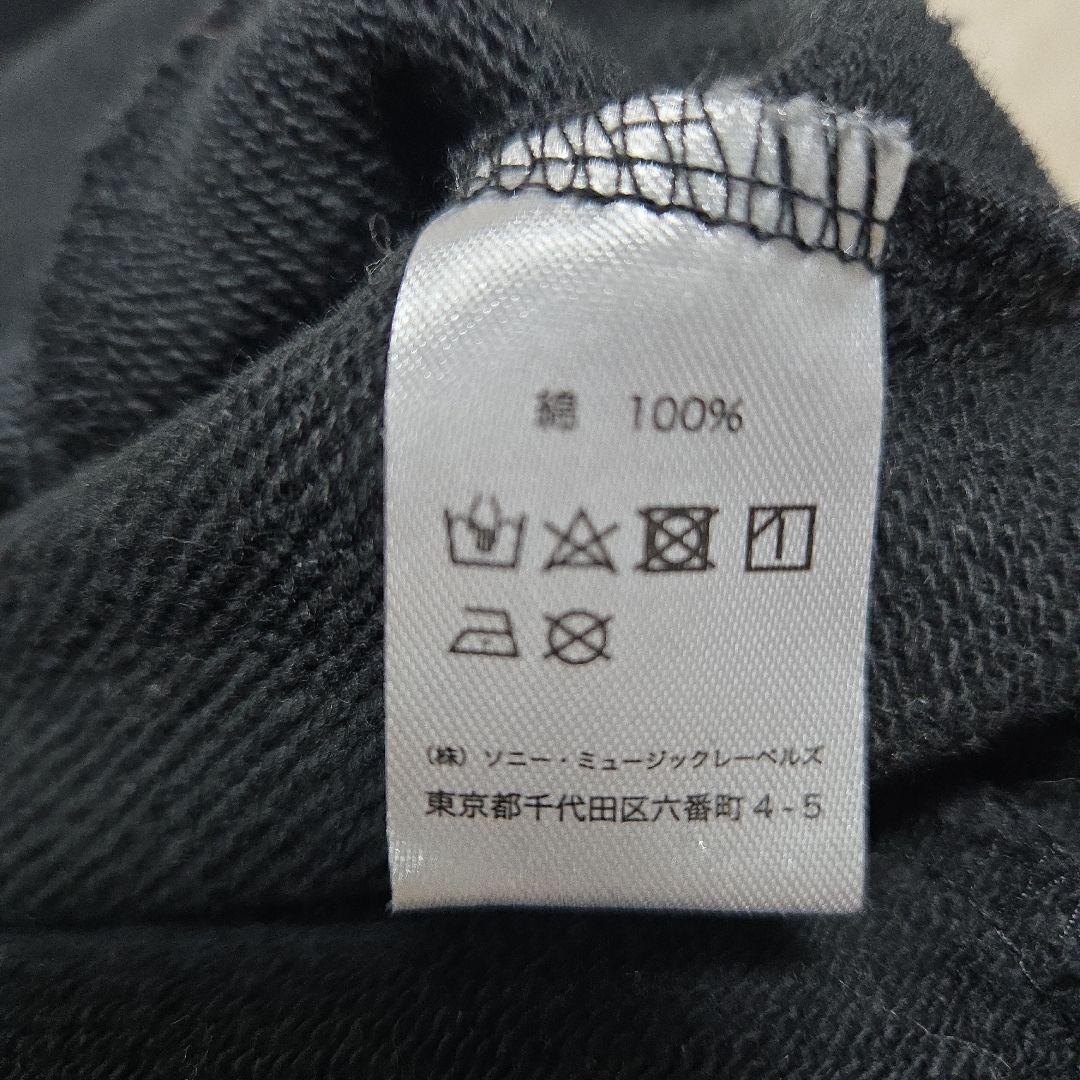 綿 100%
(株) ソニー・ミュージックレーベルズ
東京都千代田区六番町4-5